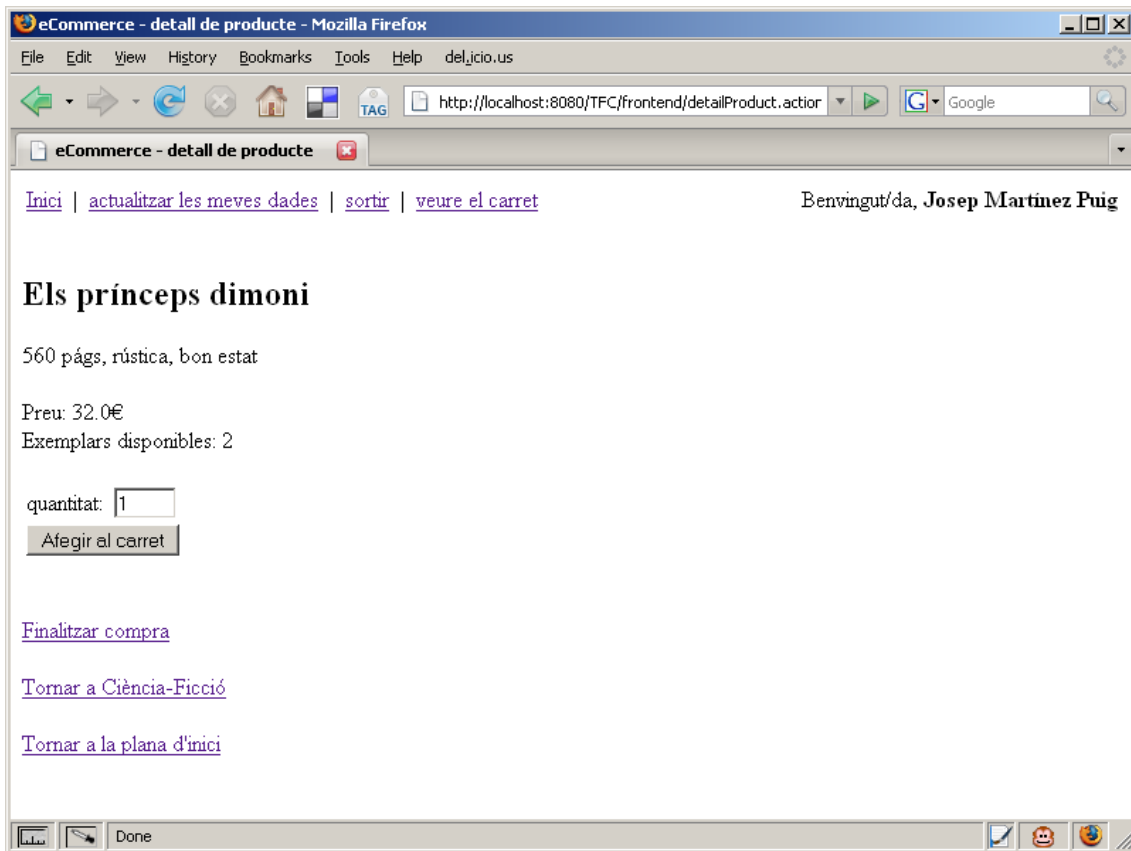 eCommerce - detall de producte - Mozilla Firefox
File Edit View History Bookmarks Tools Help del.icio.us
TAG http://localhost:8080/TFC/frontend/detailProduct.action G Google
eCommerce - detall de producte
Inici | actualitzar les meves dades | sortir | veure el carret Benvingut/da, Josep Martínez Puig
Els prínceps dimoni
560 págs, rústica, bon estat
Preu: 32.0€
Exemplars disponibles: 2
quantitat: 1
Afegir al carret
Finalitzar compra
Tornar a Ciència-Ficció
Tornar a la plana d'inici
Done